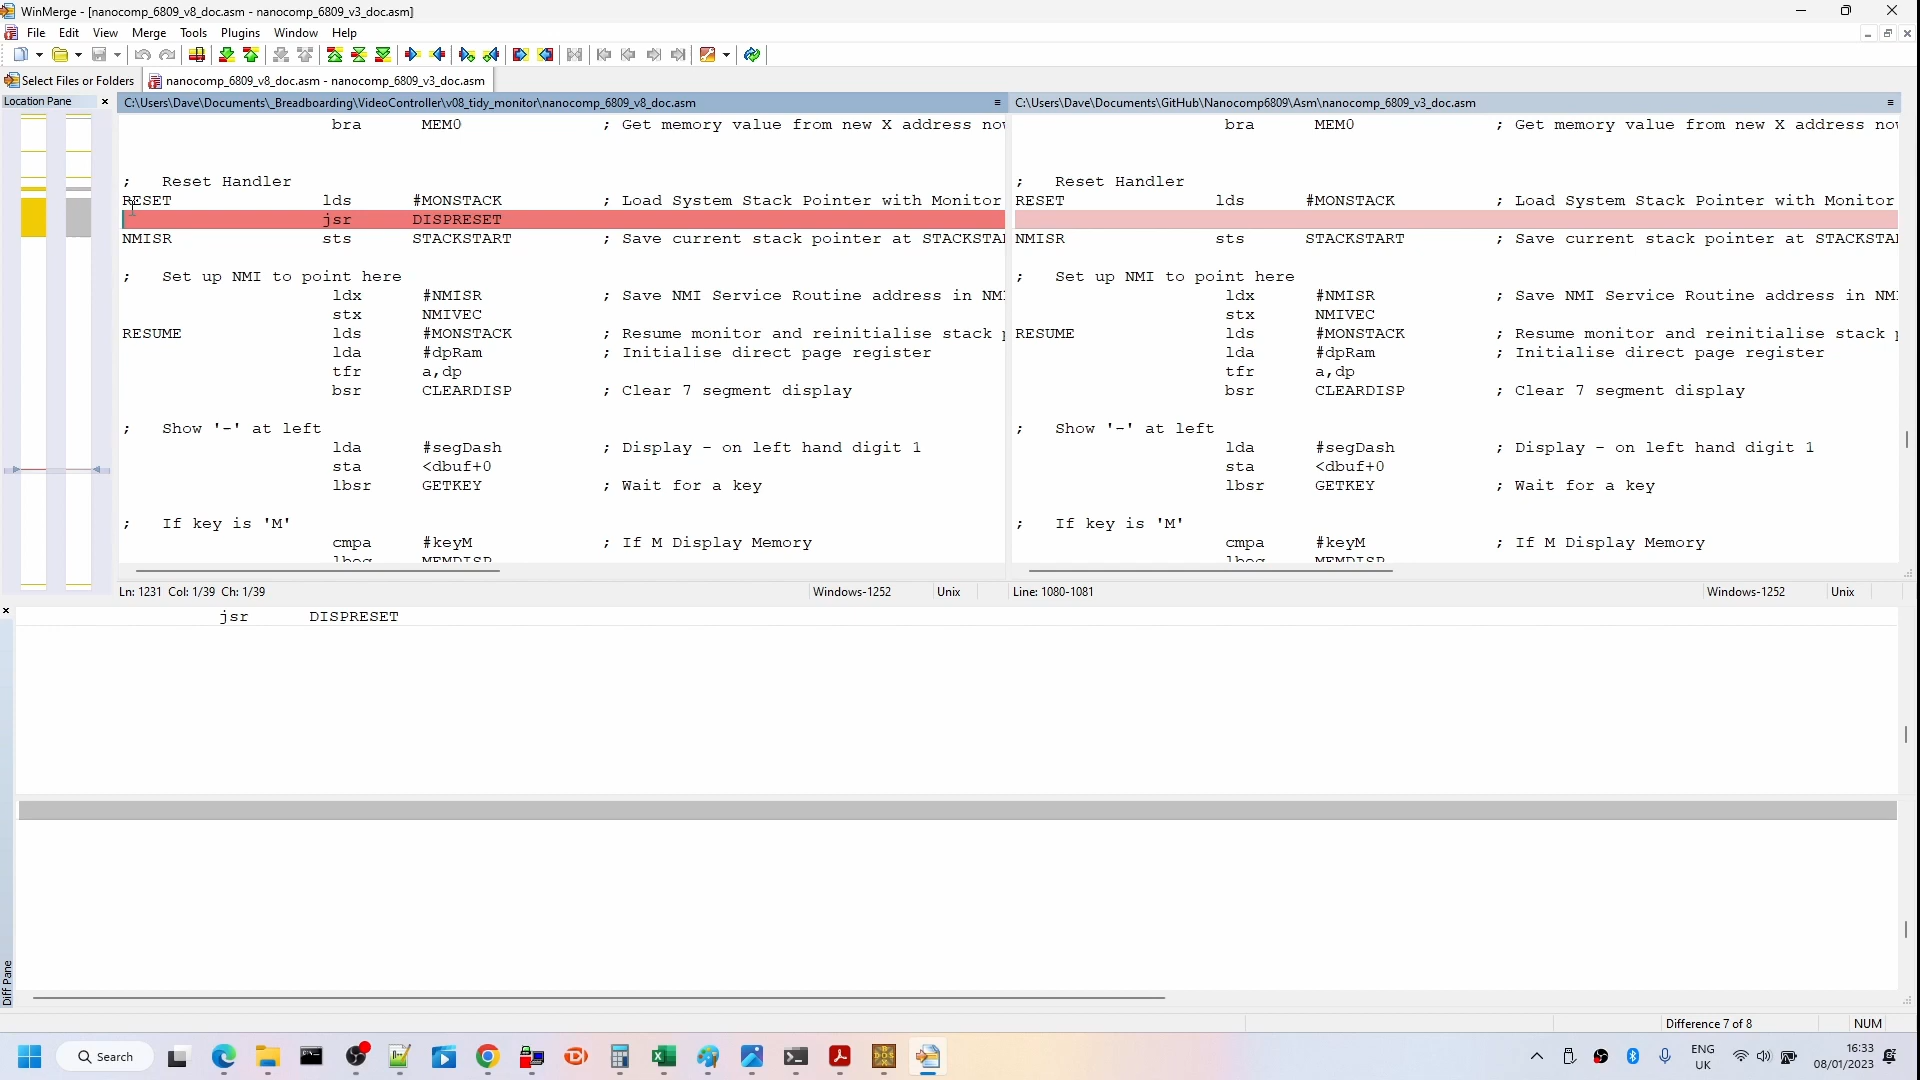 WinMerge - [nanocomp_6809_v8_doc.asm - nanocomp_6809_v3_doc.asm]
File Edit View Merge Tools Plugins Window Help
Select Files or Folders
nanocomp_6809_v8_doc.asm - nanocomp_6809_v3_doc.asm
Location Pane
C:\Users\Dave\Documents\_Breadboarding\VideoController\v08_tidy_monitor\nanocomp_6809_v8_doc.asm
bra MEM0 ; Get memory value from new X address now
; Reset Handler
RESET lds #MONSTACK ; Load System Stack Pointer with Monitor
jsr DISPRESET
NMISR sts STACKSTART ; Save current stack pointer at STACKSTA
; Set up NMI to point here
ldx #NMISR ; Save NMI Service Routine address in NM
stx NMIVEC
RESUME lds #MONSTACK ; Resume monitor and reinitialise stack p
lda #dpRam ; Initialise direct page register
tfr a,dp
bsr CLEARDISP ; Clear 7 segment display
; Show '-' at left
lda #segDash ; Display - on left hand digit 1
sta <dbuf+0
lbsr GETKEY ; Wait for a key
; If key is 'M'
cmpa #keyM ; If M Display Memory
lbeq MEMDISP
Ln: 1231 Col: 1/39 Ch: 1/39
Windows-1252
Unix
C:\Users\Dave\Documents\GitHub\Nanocomp6809\Asm\nanocomp_6809_v3_doc.asm
bra MEM0 ; Get memory value from new X address now
; Reset Handler
RESET lds #MONSTACK ; Load System Stack Pointer with Monitor
NMISR sts STACKSTART ; Save current stack pointer at STACKSTA
; Set up NMI to point here
ldx #NMISR ; Save NMI Service Routine address in NM
stx NMIVEC
RESUME lds #MONSTACK ; Resume monitor and reinitialise stack p
lda #dpRam ; Initialise direct page register
tfr a,dp
bsr CLEARDISP ; Clear 7 segment display
; Show '-' at left
lda #segDash ; Display - on left hand digit 1
sta <dbuf+0
lbsr GETKEY ; Wait for a key
; If key is 'M'
cmpa #keyM ; If M Display Memory
lbeq MEMDISP
Line: 1080-1081
Windows-1252
Unix
jsr DISPRESET
Diff Pane
Difference 7 of 8
NUM
Search
ENG
UK
16:33
08/01/2023